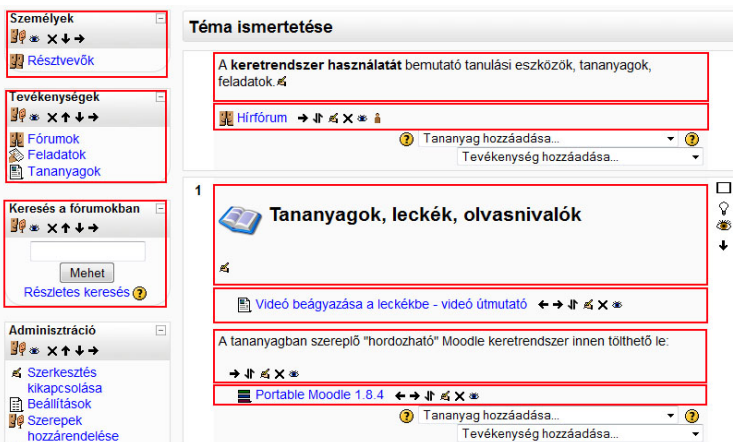 Személyek
Résztvevők
Tevékenységek
Fórumok
Feladatok
Tananyagok
Keresés a fórumokban
Mehet
Részletes keresés
Adminisztráció
Szerkesztés
kikapcsolása
Beállítások
Szerepek
hozzárendelése
Téma ismertetése
A keretrendszer használatát bemutató tanulási eszközök, tananyagok,
feladatok.
Hírfórum
Tananyag hozzáadása...
Tevékenység hozzáadása...
1
Tananyagok, leckék, olvasnivalók
Videó beágyazása a leckékbe - videó útmutató
A tananyagban szereplő "hordozható" Moodle keretrendszer innen tölthető le:
Portable Moodle 1.8.4
Tananyag hozzáadása...
Tevékenység hozzáadása...